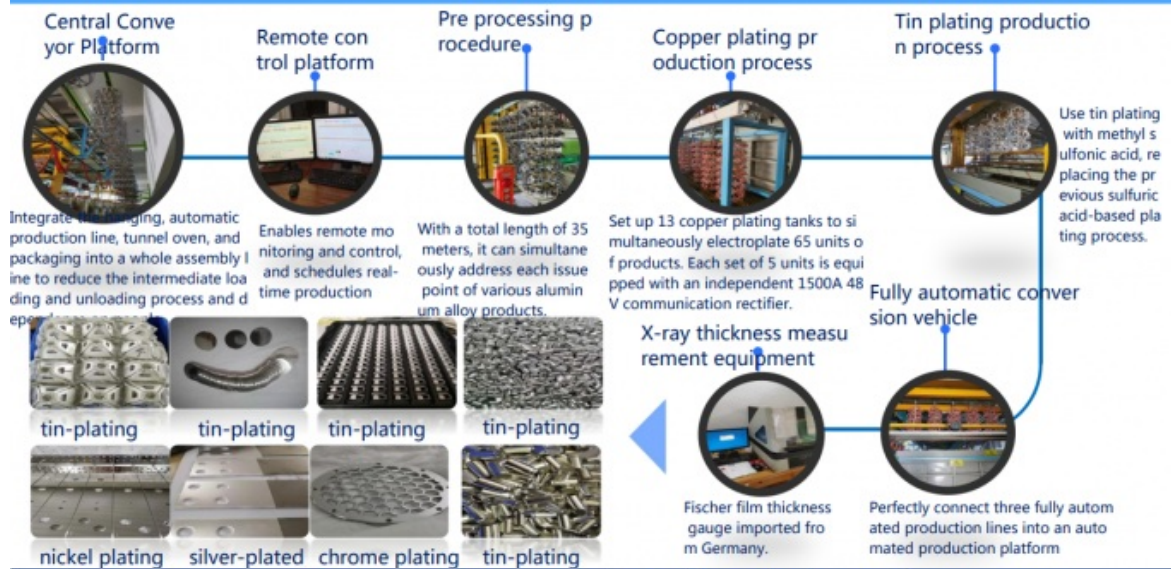 Central Conve
yor Platform
Remote con
trol platform
Pre processing p
rocedure
Copper plating pr
oduction process
Tin plating productio
n process
Integrate the hanging, automatic
production line, tunnel oven, and
packaging into a whole assembly l
ine to reduce the intermediate loa
ding and unloading process and d
Enables remote mo
nitoring and control,
and schedules real-
time production
With a total length of 35
meters, it can simultane
ously address each issue
point of various alumin
um alloy products.
Set up 13 copper plating tanks to si
multaneously electroplate 65 units o
f products. Each set of 5 units is equi
pped with an independent 1500A 48
V communication rectifier.
Use tin plating
with methyl s
ulfonic acid, re
placing the pr
evious sulfuric
acid-based pla
ting process.
Fully automatic conver
sion vehicle
Perfectly connect three fully autom
ated production lines into an auto
mated production platform
X-ray thickness measu
rement equipment
Fischer film thickness
gauge imported fro
m Germany.
tin-plating
tin-plating
tin-plating
tin-plating
nickel plating
silver-plated
chrome plating
tin-plating